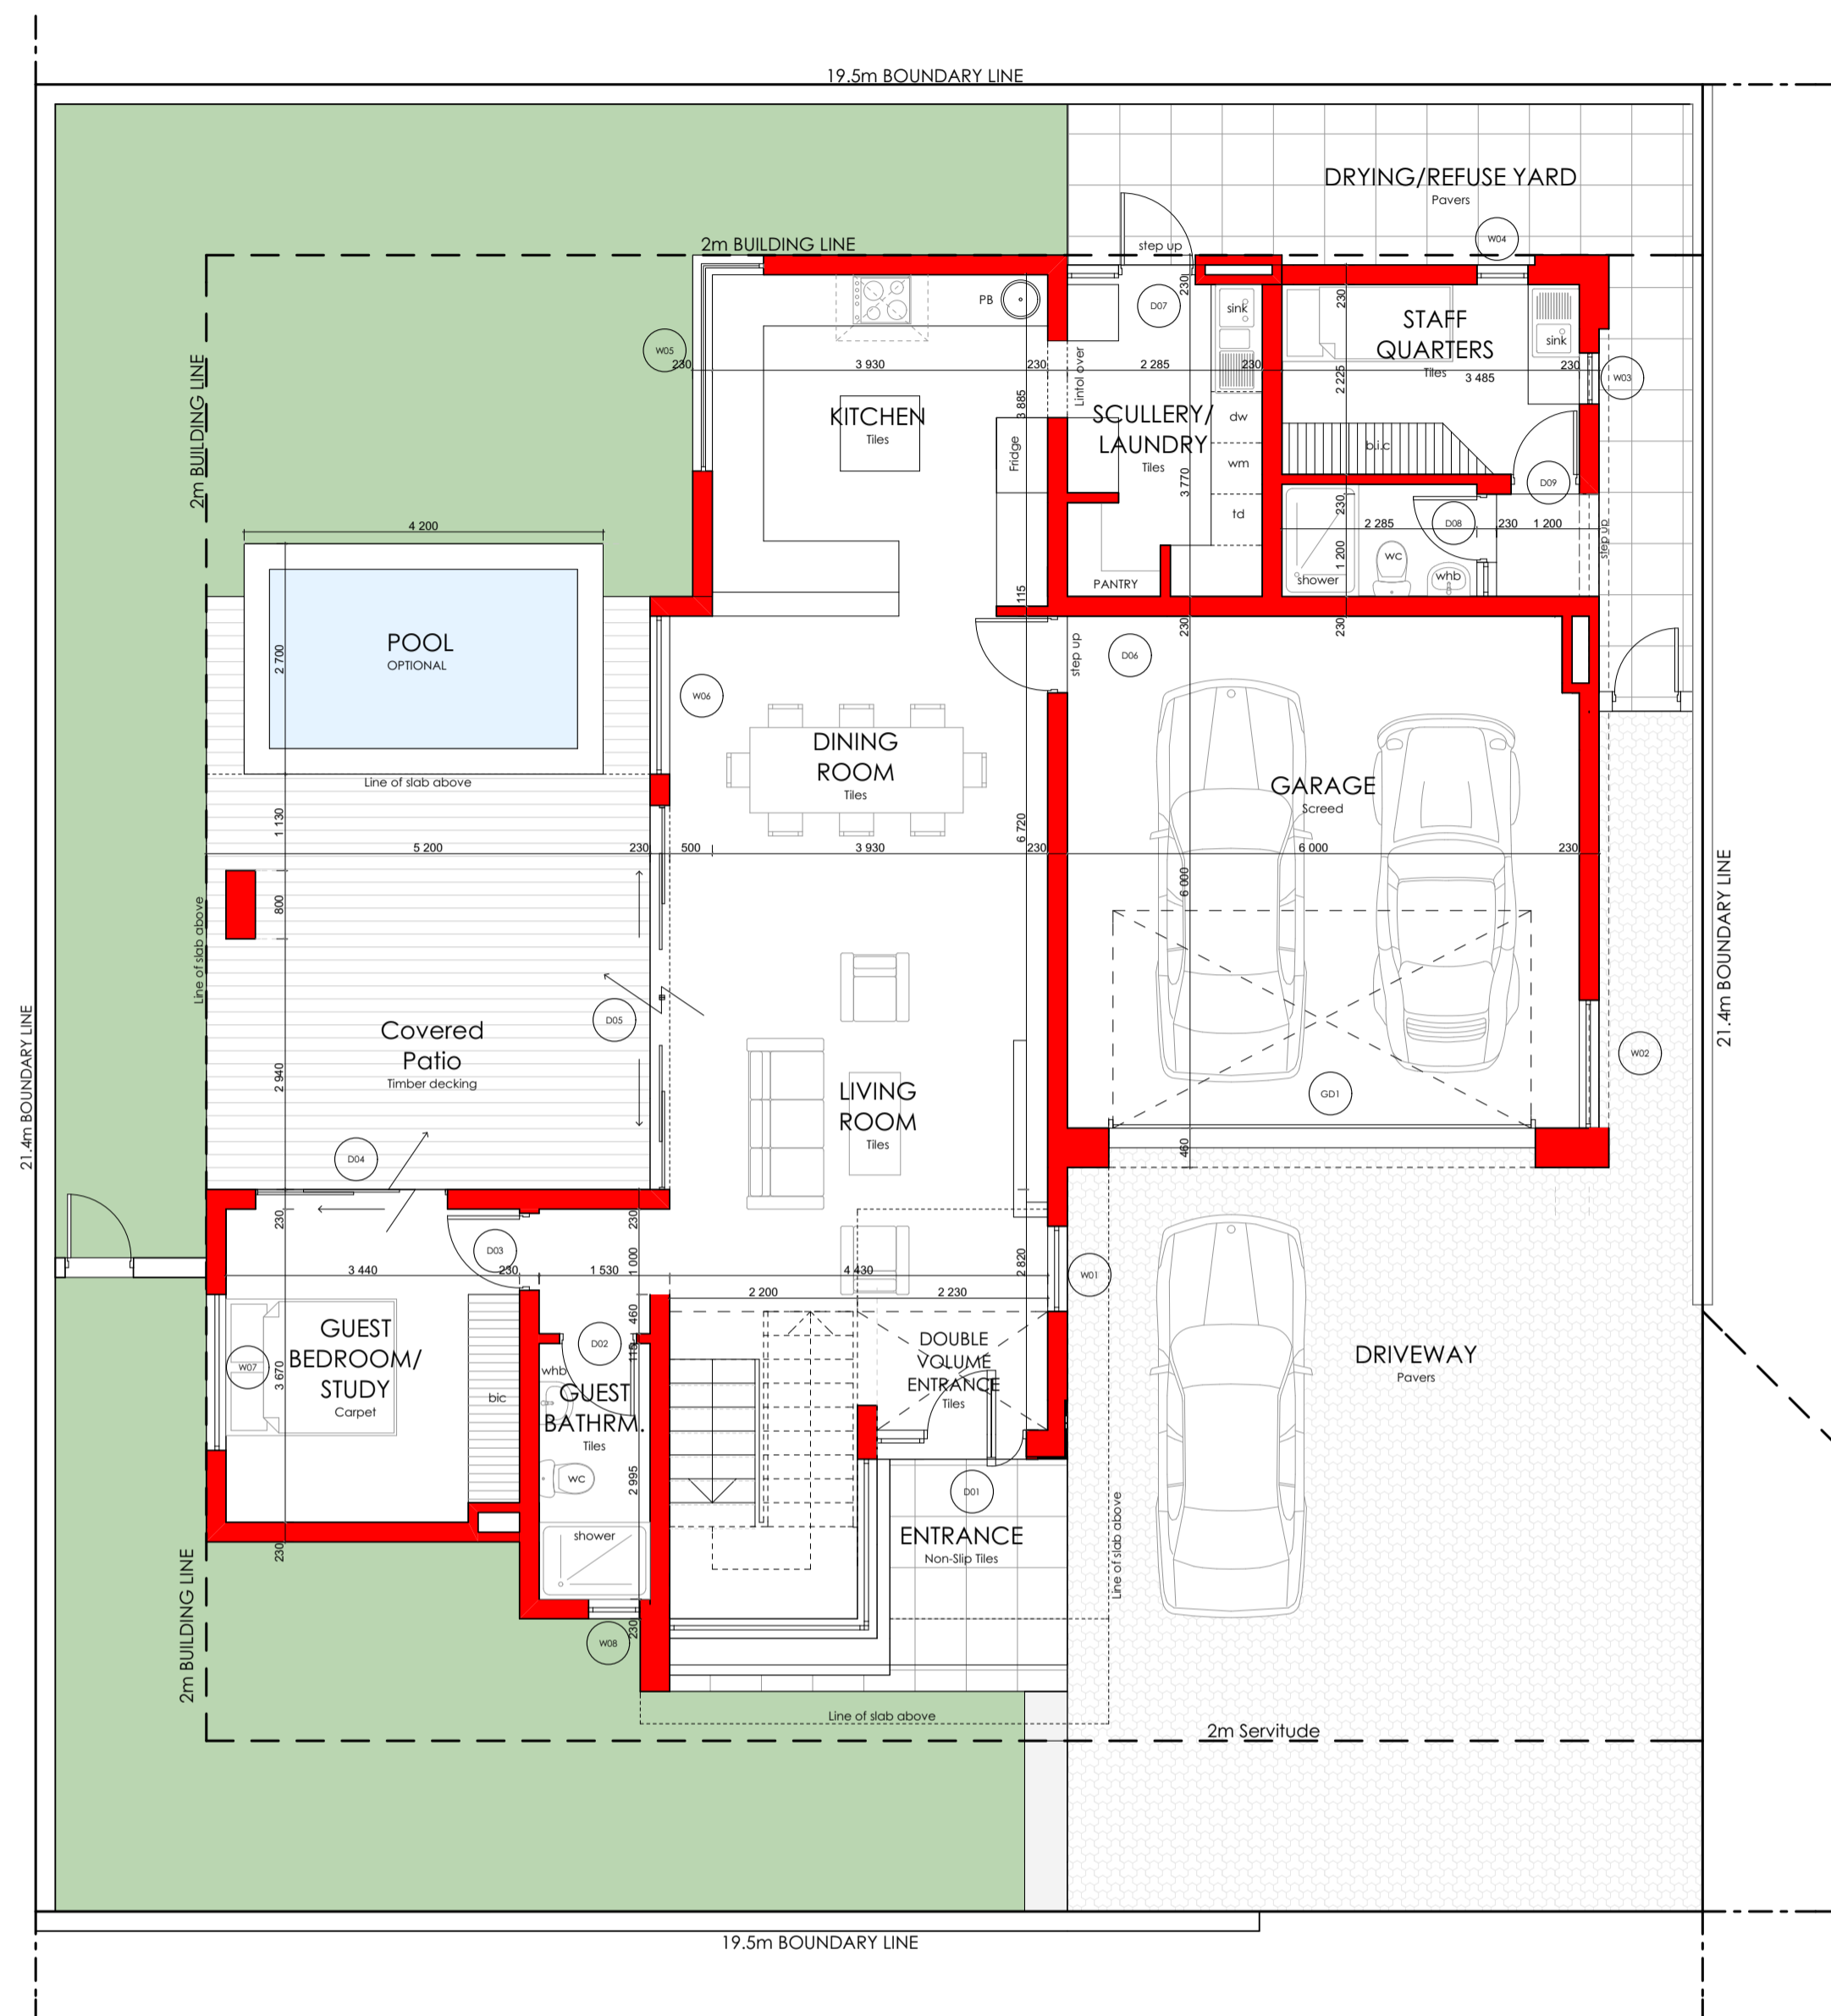 19.5m BOUNDARY LINE
DRYING/REFUSE YARD
Pavers
2m BUILDING LINE
step up
W04
PB
D07
230
sink
230
STAFF
QUARTERS
Tiles
sink
W05
230
3 930
230
Lintol over
2 285
230
2 225
3 485
230
W03
2m BUILDING LINE
KITCHEN
Tiles
3 885
Fridge
SCULLERY/
LAUNDRY
Tiles
3 770
dw
wm
td
b.i.c
D09
4 200
230
2 285
D08
230
1 200
step up
1 200
wc
whb
shower
PANTRY
115
230
230
POOL
OPTIONAL
2 700
W06
step up
D06
DINING
ROOM
Tiles
Line of slab above
GARAGE
Screed
1 130
6 720
5 200
230
500
3 930
230
6 000
230
800
6 000
Line of slab above
21.4m BOUNDARY LINE
21.4m BOUNDARY LINE
Covered
Patio
Timber decking
D05
2 940
LIVING
ROOM
Tiles
W02
GD1
D04
460
230
230
D03
3 440
230
1 530
1 000
4 430
2 820
W01
2 200
2 230
460
GUEST
BEDROOM/
STUDY
Carpet
W07
3 670
bic
D02
115
whb
GUEST
BATHRM.
Tiles
DOUBLE
VOLUME
ENTRANCE
Tiles
DRIVEWAY
Pavers
wc
2 995
D01
shower
ENTRANCE
Non-Slip Tiles
Line of slab above
230
2m BUILDING LINE
W08
230
Line of slab above
2m Servitude
19.5m BOUNDARY LINE